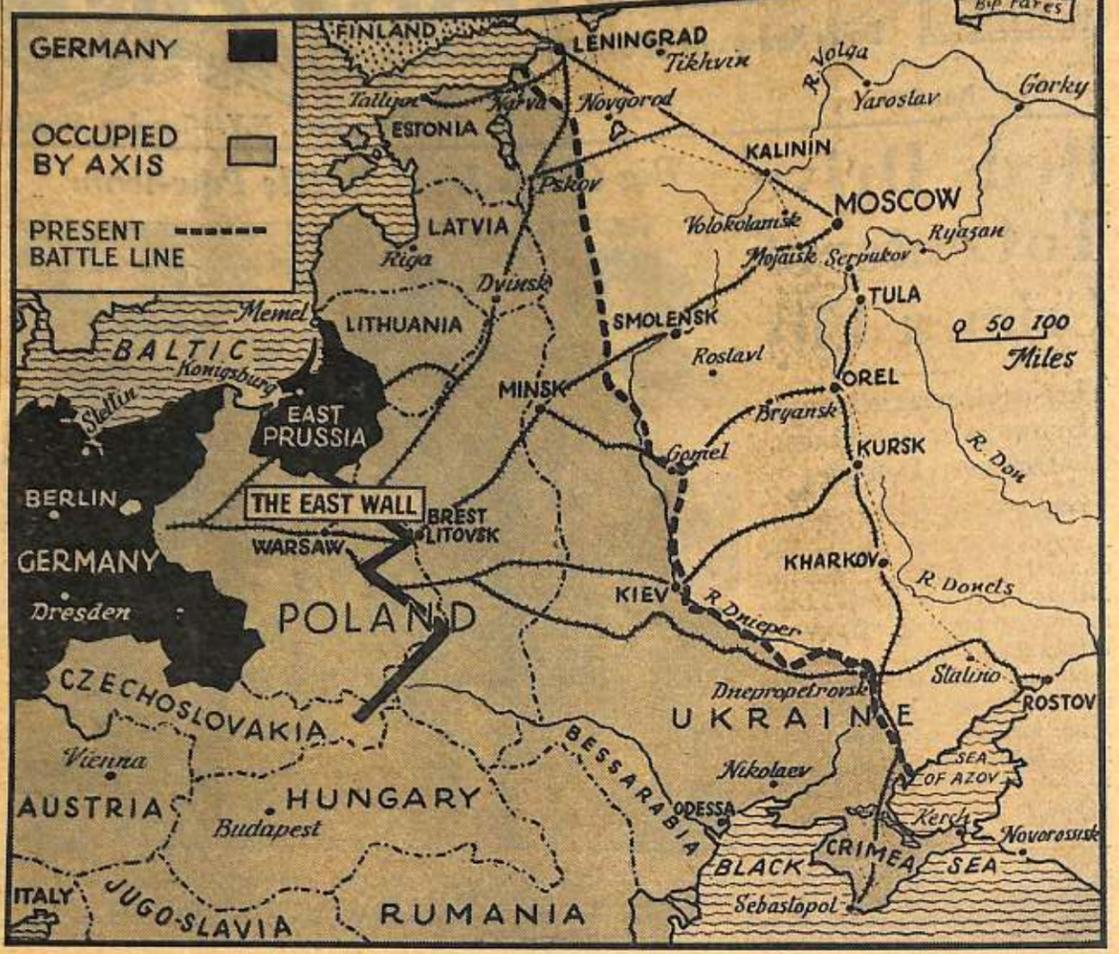 Bip Pares
GERMANY
OCCUPIED
BY AXIS
PRESENT
BATTLE LINE
FINLAND
LENINGRAD
Tikhvin
R. Volga
Yaroslav
Gorky
Tallinn
Narva
Novgorod
ESTONIA
KALININ
Pskov
MOSCOW
LATVIA
Volokolamsk
Ryazan
Riga
Mojaisk
Serpukov
Dvinsk
TULA
Memel
LITHUANIA
SMOLENSK
0 50 100
Miles
BALTIC
Konigsburg
Roslavl
Stettin
MINSK
OREL
EAST
PRUSSIA
Bryansk
Gomel
KURSK
R. Don
BERLIN
THE EAST WALL
BREST
LITOVSK
WARSAW
GERMANY
KHARKOV
R. Donets
KIEV
R. Dnieper
Dresden
POLAND
Stalino
CZECHOSLOVAKIA
Dnepropetrovsk
ROSTOV
UKRAINE
BESSARABIA
Vienna
SEA
OF AZOV
Nikolaev
AUSTRIA
HUNGARY
ODESSA
Kerch
Budapest
Novorossisk
BLACK
CRIMEA
SEA
ITALY
JUGO-SLAVIA
RUMANIA
Sebastopol